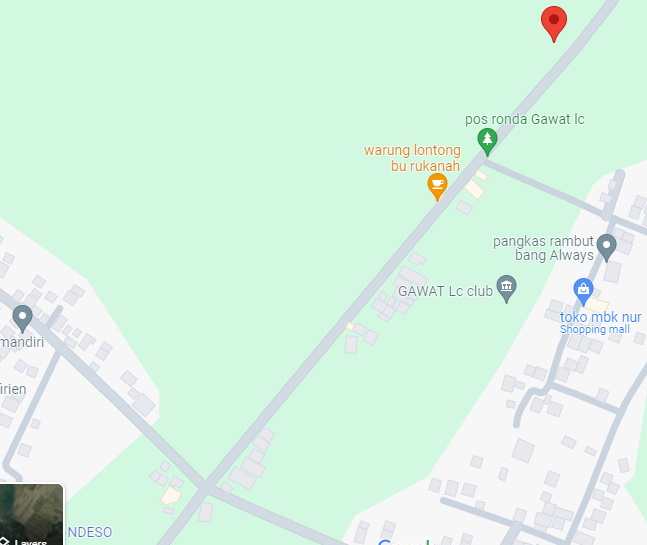 pos ronda Gawat lc
warung lontong
bu rukanah
pangkas rambut
bang Always
GAWAT Lc club
toko mbk nur
Shopping mall
mandiri
irien
NDESO
Layers